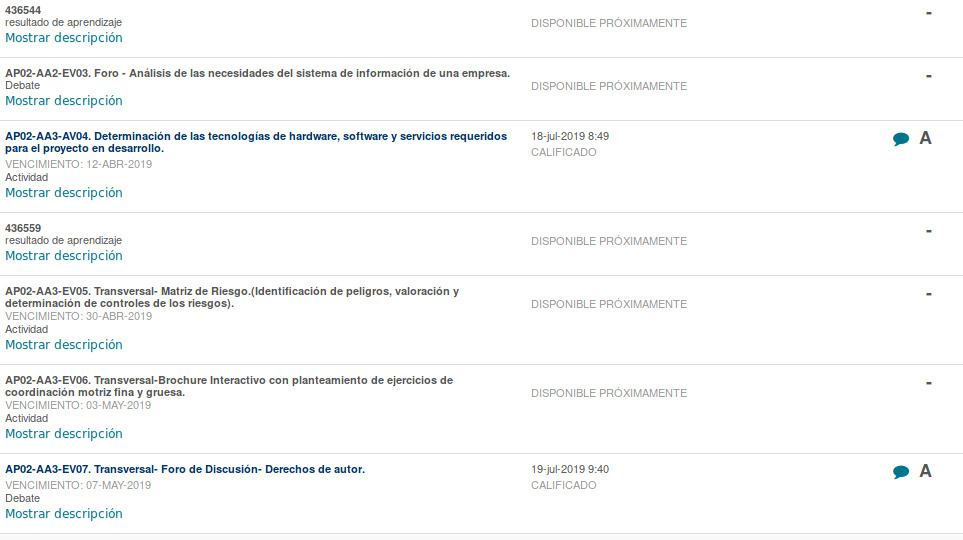 436544
resultado de aprendizaje
Mostrar descripción
DISPONIBLE PRÓXIMAMENTE
-
AP02-AA2-EV03. Foro - Análisis de las necesidades del sistema de información de una empresa.
Debate
Mostrar descripción
DISPONIBLE PRÓXIMAMENTE
-
AP02-AA3-AV04. Determinación de las tecnologías de hardware, software y servicios requeridos
para el proyecto en desarrollo.
VENCIMIENTO: 12-ABR-2019
Actividad
Mostrar descripción
18-jul-2019 8:49
CALIFICADO
A
436559
resultado de aprendizaje
Mostrar descripción
DISPONIBLE PRÓXIMAMENTE
-
AP02-AA3-EV05. Transversal- Matriz de Riesgo.(Identificación de peligros, valoración y
determinación de controles de los riesgos).
VENCIMIENTO: 30-ABR-2019
Actividad
Mostrar descripción
DISPONIBLE PRÓXIMAMENTE
-
AP02-AA3-EV06. Transversal-Brochure Interactivo con planteamiento de ejercicios de
coordinación motriz fina y gruesa.
VENCIMIENTO: 03-MAY-2019
Actividad
Mostrar descripción
DISPONIBLE PRÓXIMAMENTE
-
AP02-AA3-EV07. Transversal- Foro de Discusión- Derechos de autor.
VENCIMIENTO: 07-MAY-2019
Debate
Mostrar descripción
19-jul-2019 9:40
CALIFICADO
A